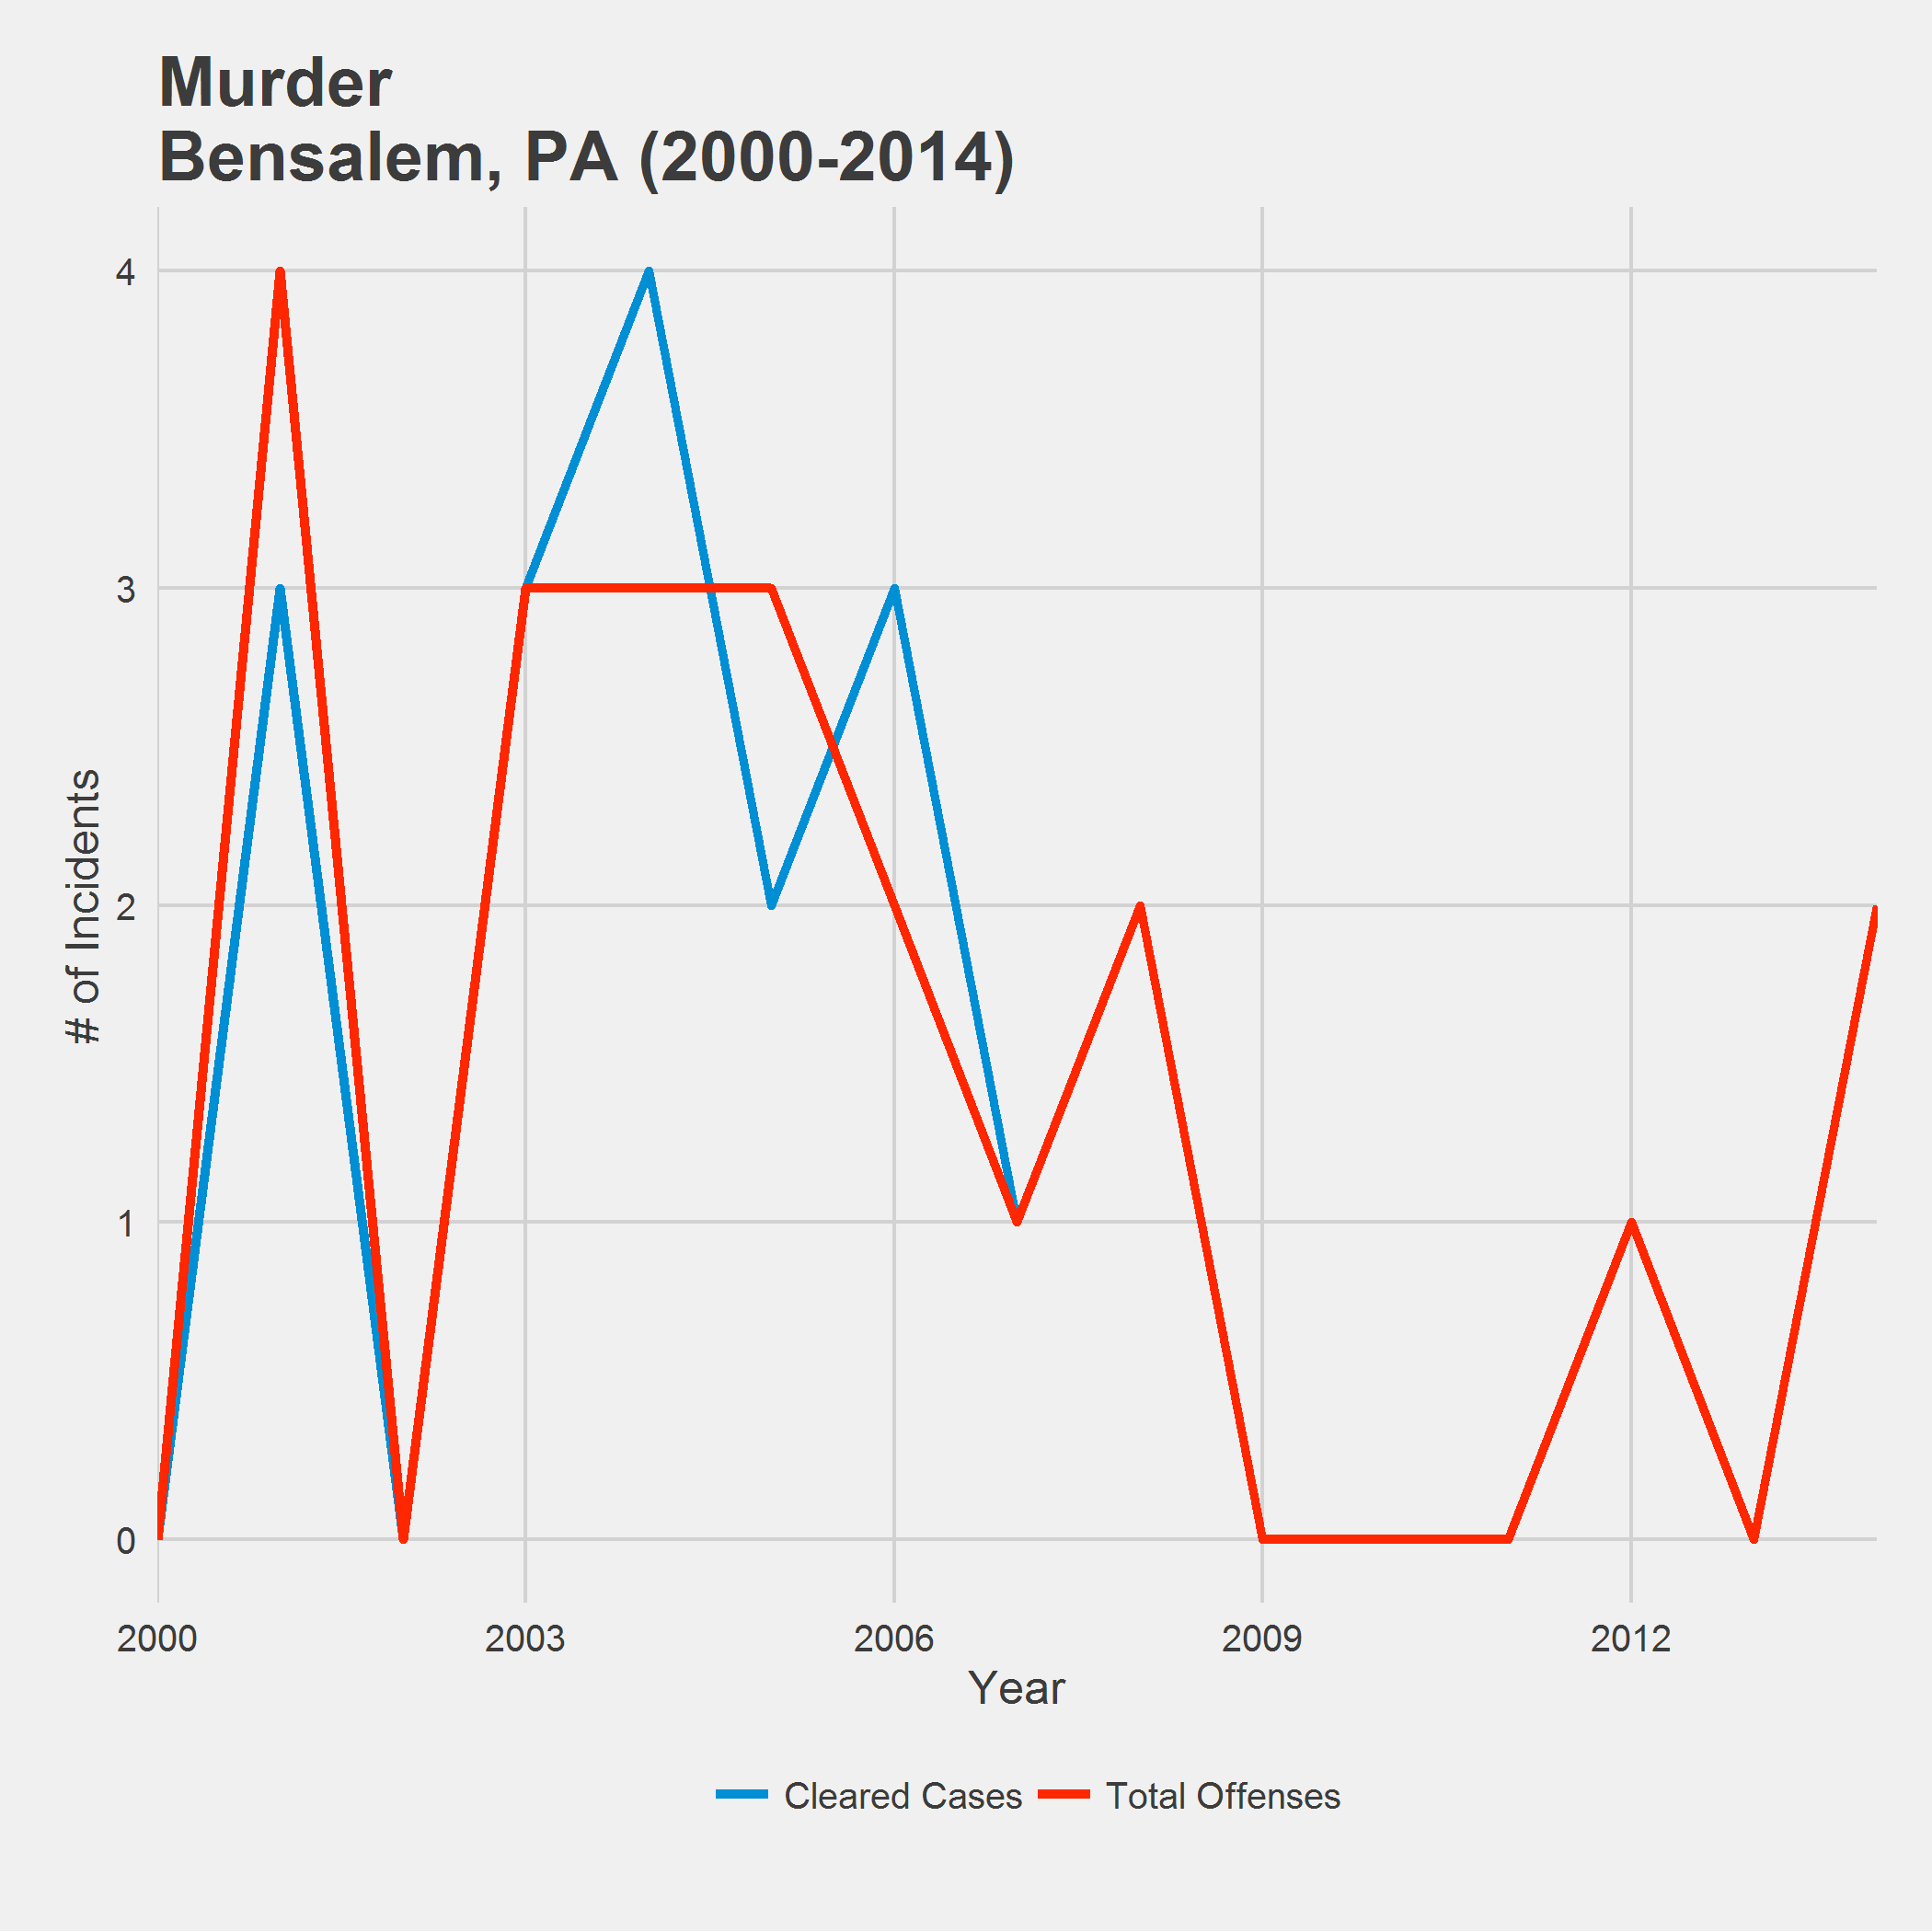 Murder
Bensalem, PA (2000-2014)
4
3
2
1
0
# of Incidents
2000 2003 2006 2009 2012
Year
Cleared Cases Total Offenses